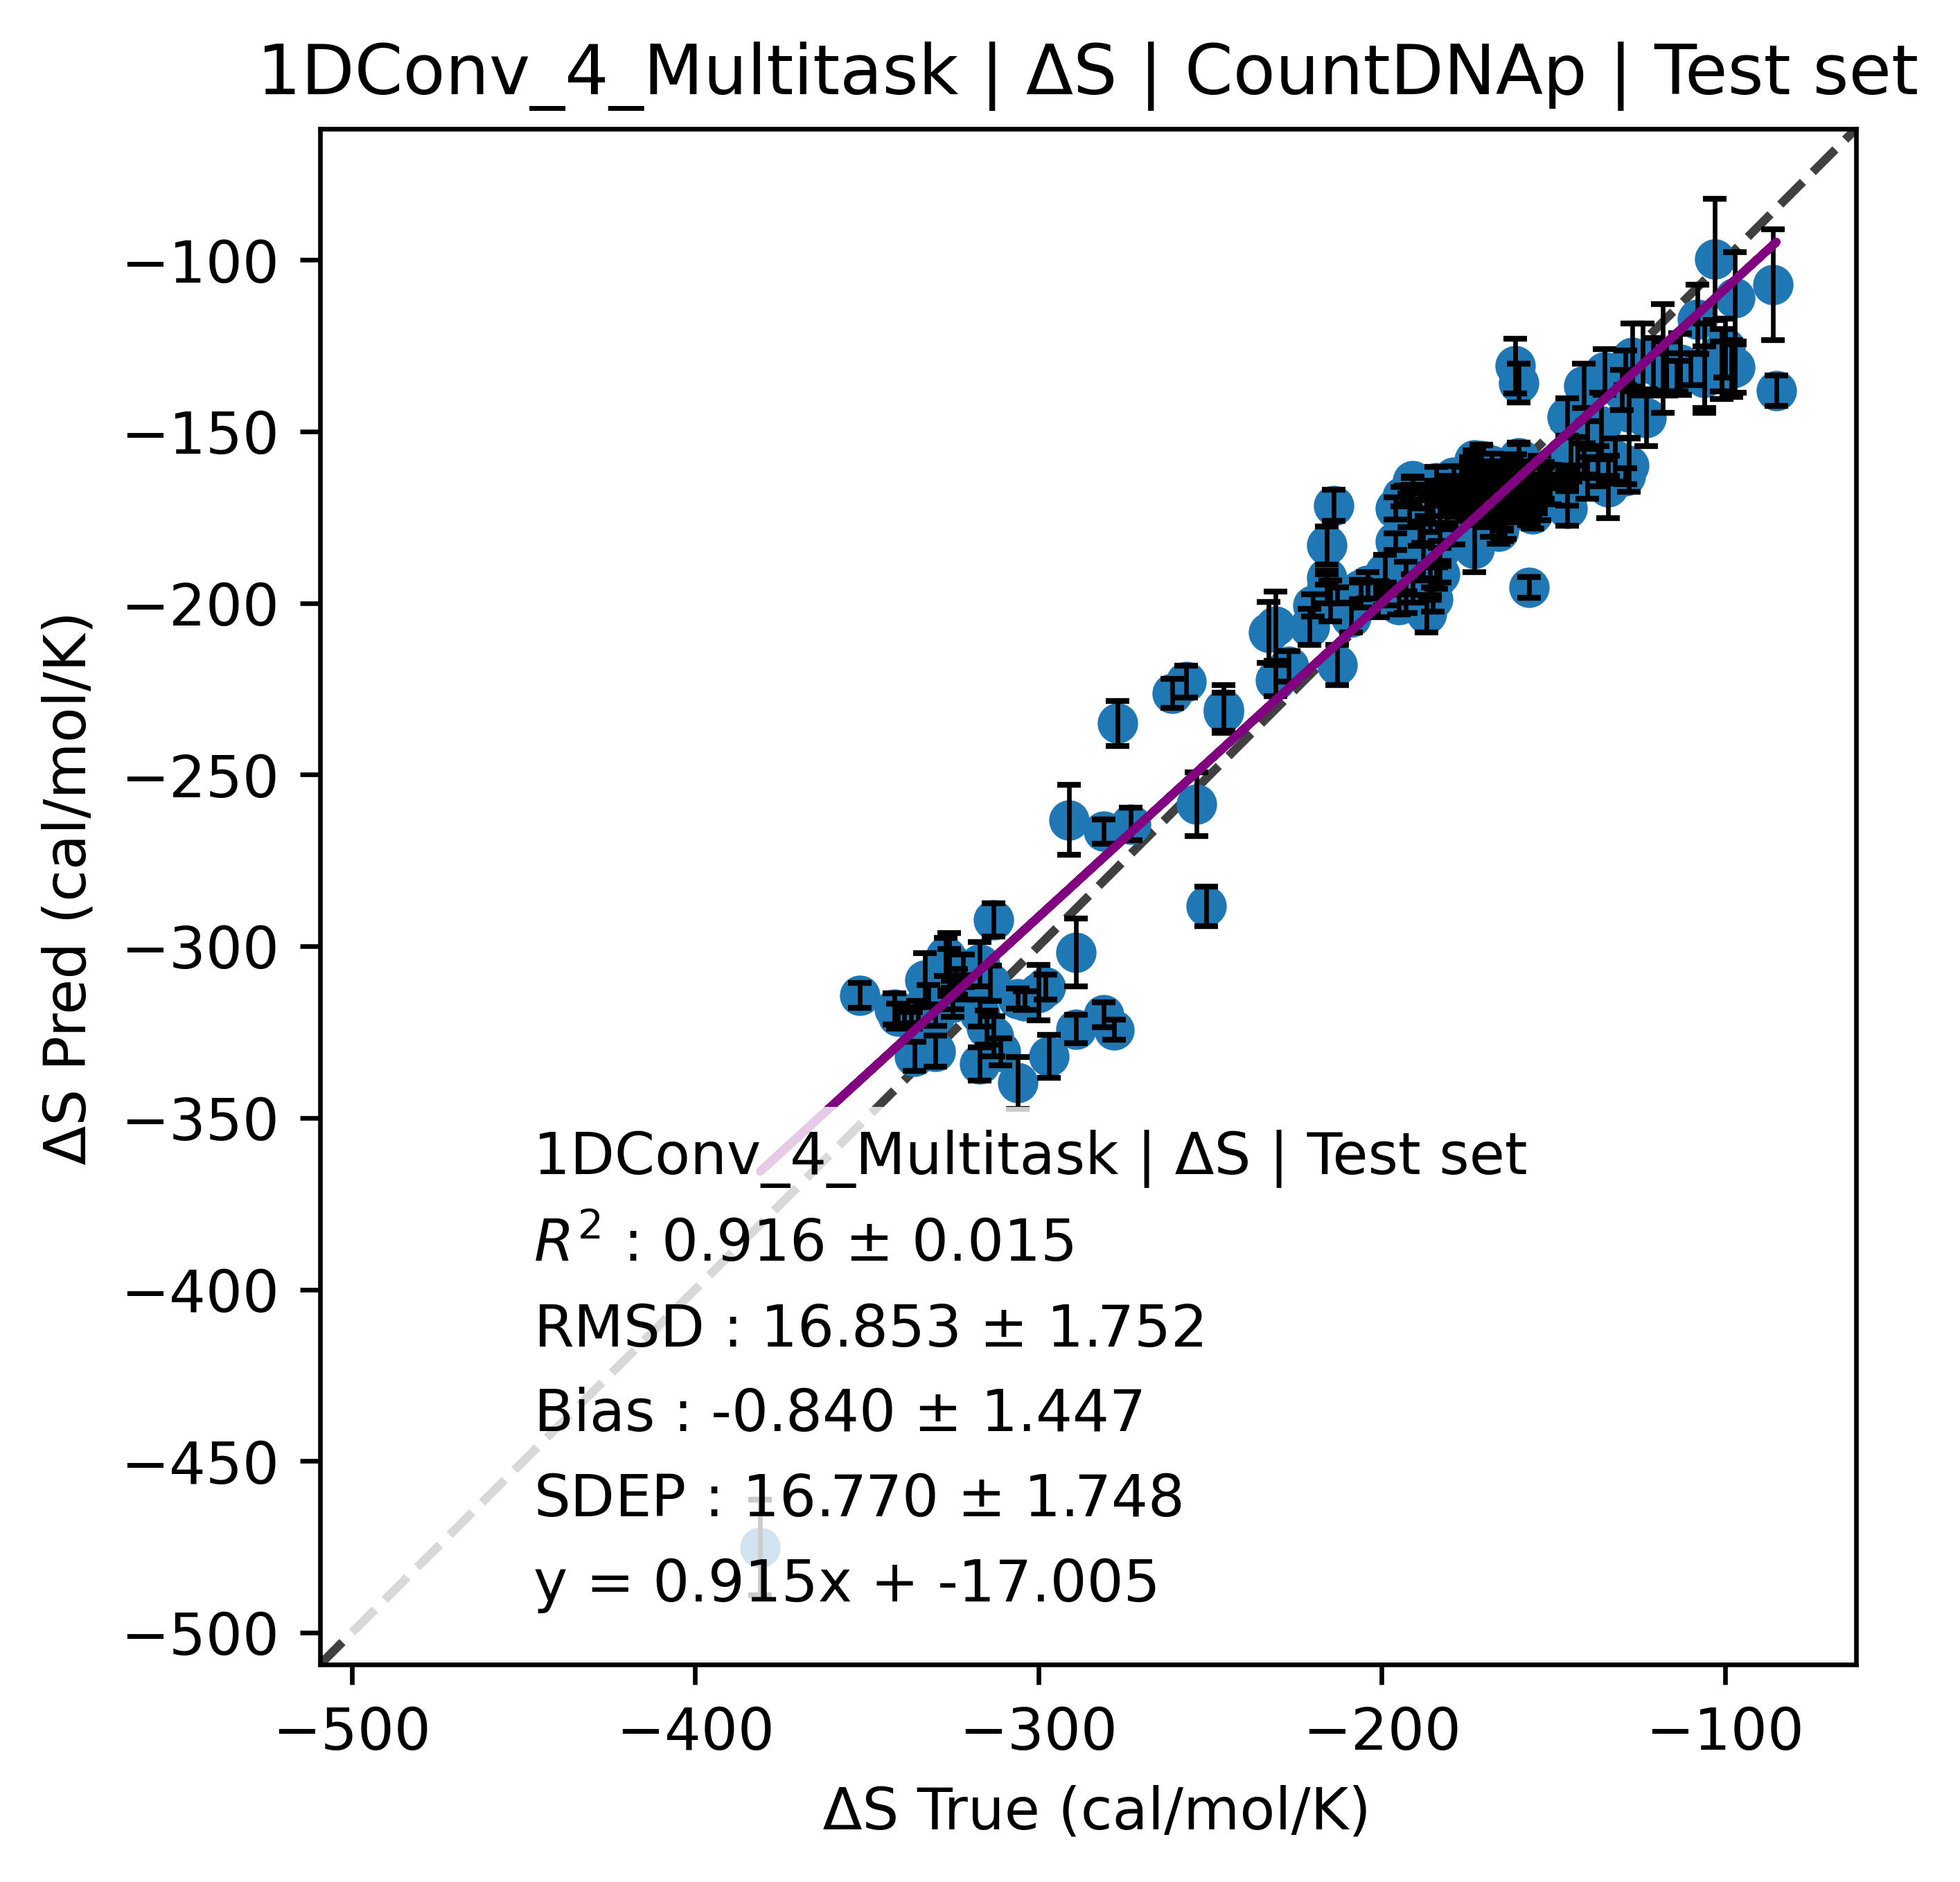 1DConv_4_Multitask | ΔS | CountDNAp | Test set
ΔS Pred (cal/mol/K)
−100
−150
−200
−250
−300
−350
−400
−450
−500
1DConv_4_Multitask | ΔS | Test set
R² : 0.916 ± 0.015
RMSD : 16.853 ± 1.752
Bias : -0.840 ± 1.447
SDEP : 16.770 ± 1.748
y = 0.915x + -17.005
−500 −400 −300 −200 −100
ΔS True (cal/mol/K)